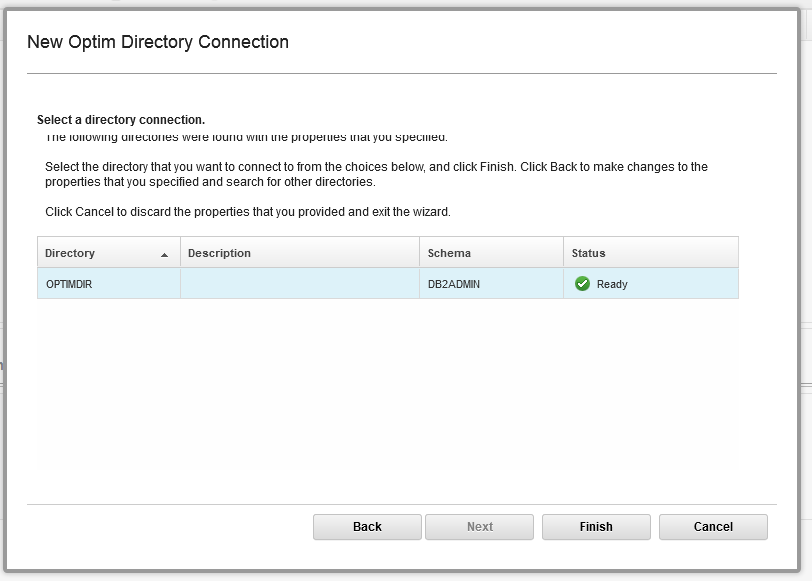 New Optim Directory Connection
Select a directory connection.
The following directories were found with the properties that you specified.
Select the directory that you want to connect to from the choices below, and click Finish. Click Back to make changes to the
properties that you specified and search for other directories.
Click Cancel to discard the properties that you provided and exit the wizard.
Directory Description Schema Status
OPTIMDIR DB2ADMIN Ready
Back Next Finish Cancel